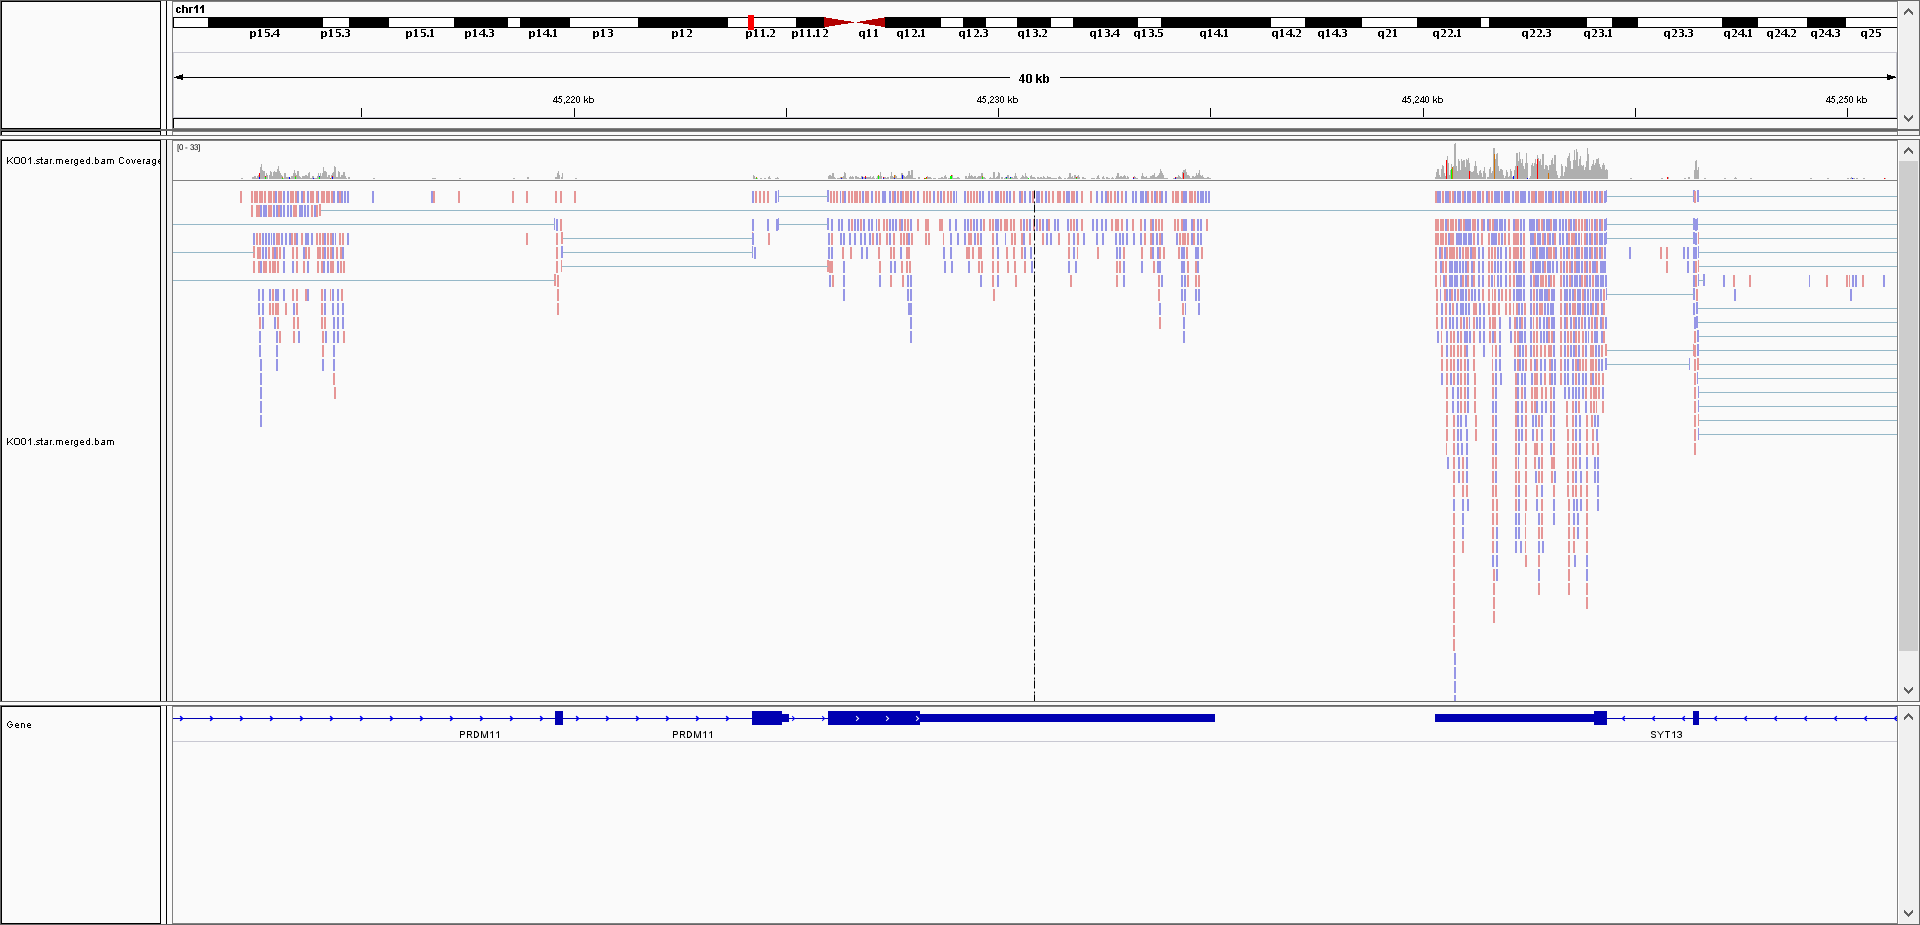 chr11
p15.4 p15.3 p15.1 p14.3 p14.1 p13 p12 p11.2 p11.12 q11 q12.1 q12.3 q13.2 q13.4 q13.5 q14.1 q14.2 q14.3 q21 q22.1 q22.3 q23.1 q23.3 q24.1 q24.2 q24.3 q25
40 kb
45,220 kb 45,230 kb 45,240 kb 45,250 kb
[0 - 33]
KO01.star.merged.bam Coverage
KO01.star.merged.bam
Gene
PRDM11 PRDM11 SYT13